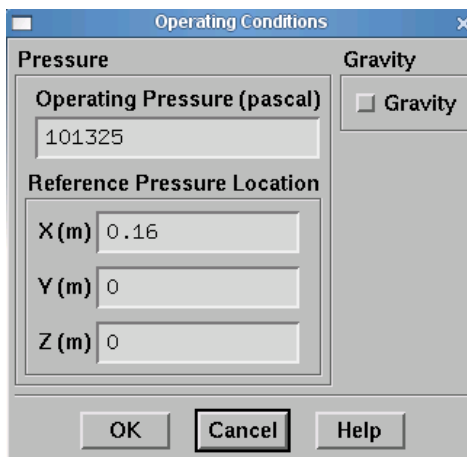 Operating Conditions
Pressure
Operating Pressure (pascal)
101325
Reference Pressure Location
X (m) 0.16
Y (m) 0
Z (m) 0
Gravity
Gravity
OK Cancel Help